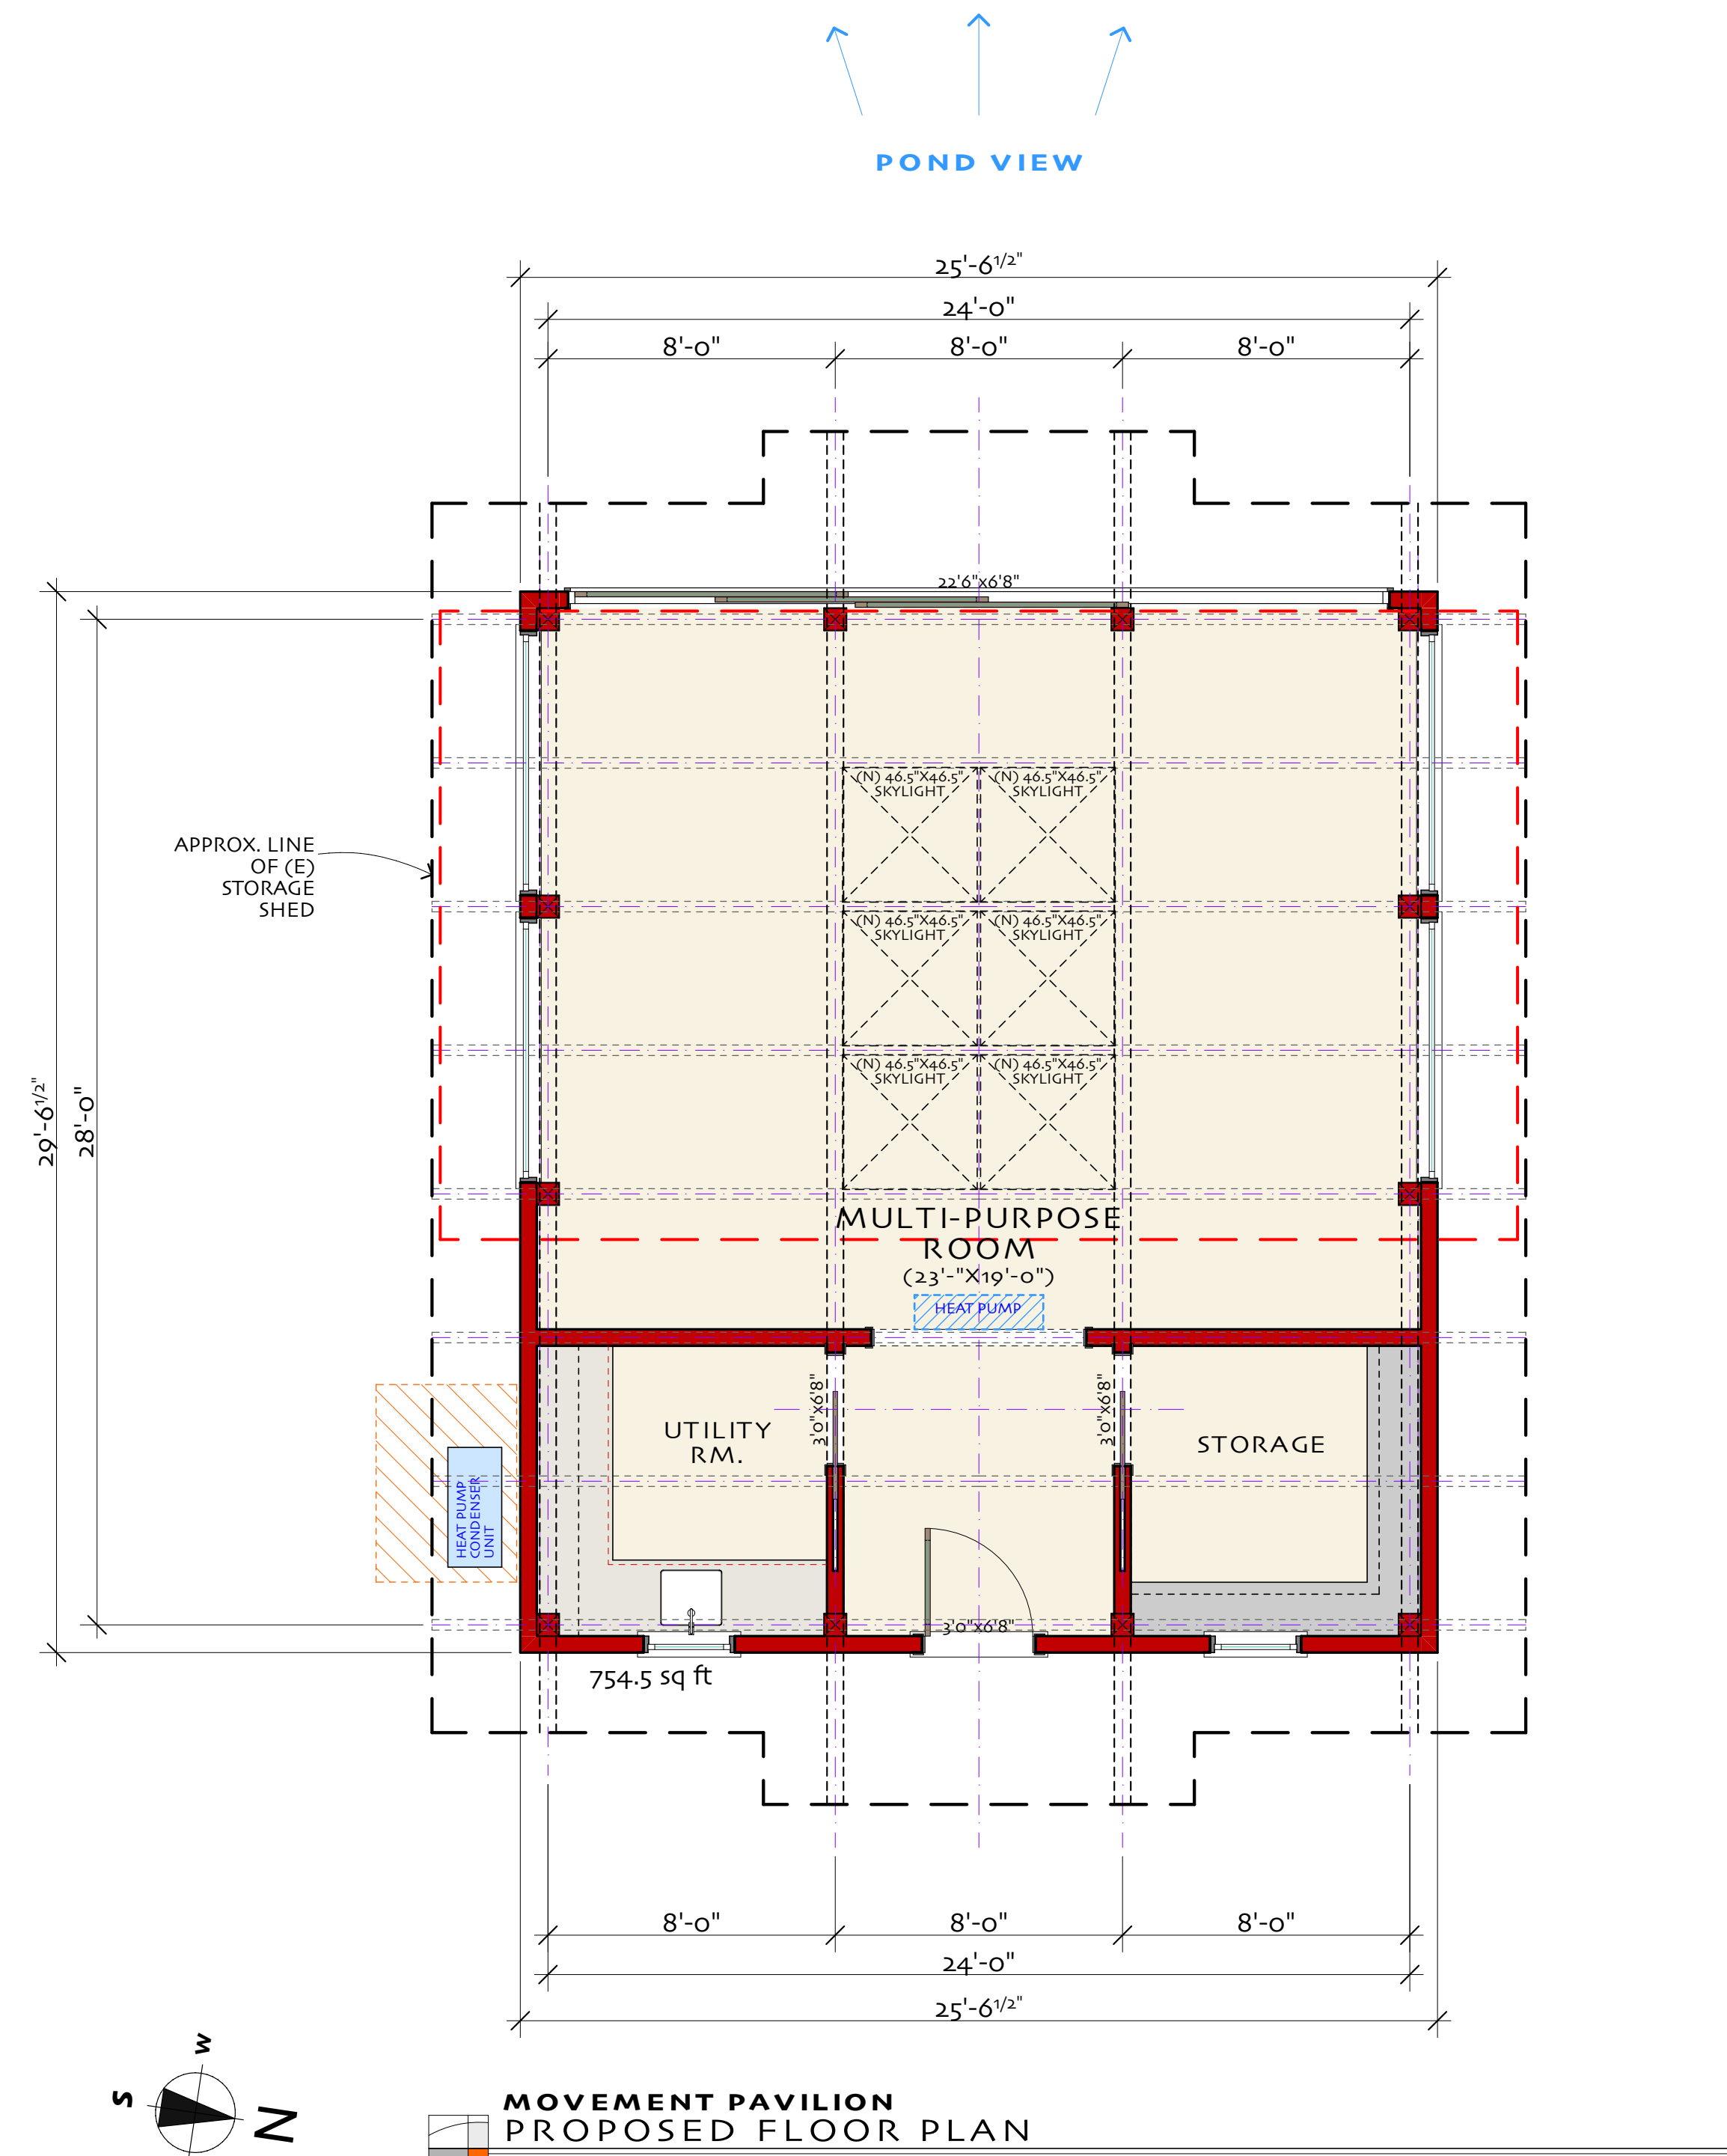 POND VIEW
25'-6 1/2"
24'-0"
8'-0" 8'-0" 8'-0"
22'6"x6'8"
(N) 46.5"X46.5" (N) 46.5"X46.5"
SKYLIGHT SKYLIGHT
APPROX. LINE
OF (E)
STORAGE
SHED
(N) 46.5"X46.5" (N) 46.5"X46.5"
SKYLIGHT SKYLIGHT
(N) 46.5"X46.5" (N) 46.5"X46.5"
SKYLIGHT SKYLIGHT
29'-6 1/2"
28'-0"
MULTI-PURPOSE
ROOM
(23'-"X19'-0")
HEAT PUMP
3'0"x6'8"
3'0"x6'8"
UTILITY
RM.
STORAGE
HEAT PUMP
CONDENSER
UNIT
3'0"x6'8"
754.5 sq ft
8'-0" 8'-0" 8'-0"
24'-0"
25'-6 1/2"
W
S
N
MOVEMENT PAVILION
PROPOSED FLOOR PLAN